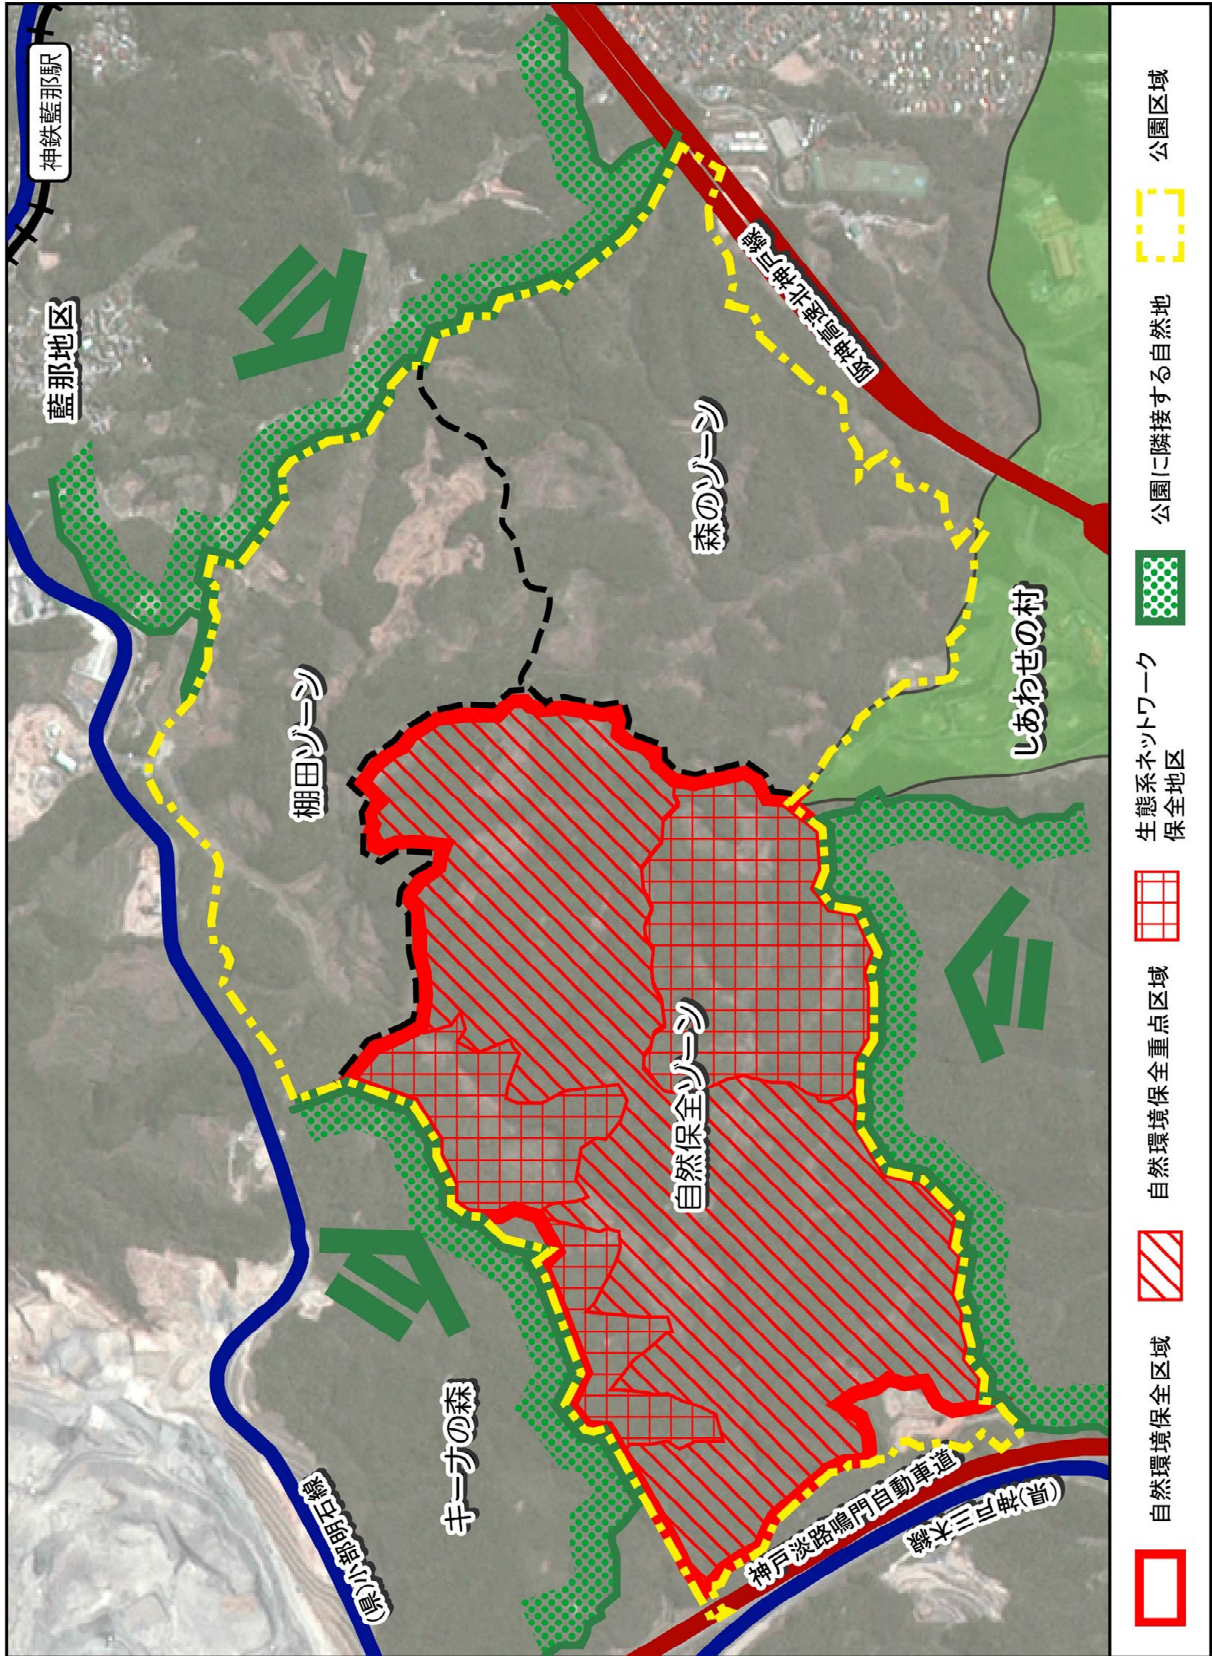 神鉄藍那駅
藍那地区
(県)小部明石線
棚田ゾーン
キーナの森
森のゾーン
阪神高速北神戸線
自然保全ゾーン
しあわせの村
神戸淡路鳴門自動車道
(県)神戸三木線
自然環境保全区域
自然環境保全重点区域
生態系ネットワーク
保全地区
公園に隣接する自然地
公園区域